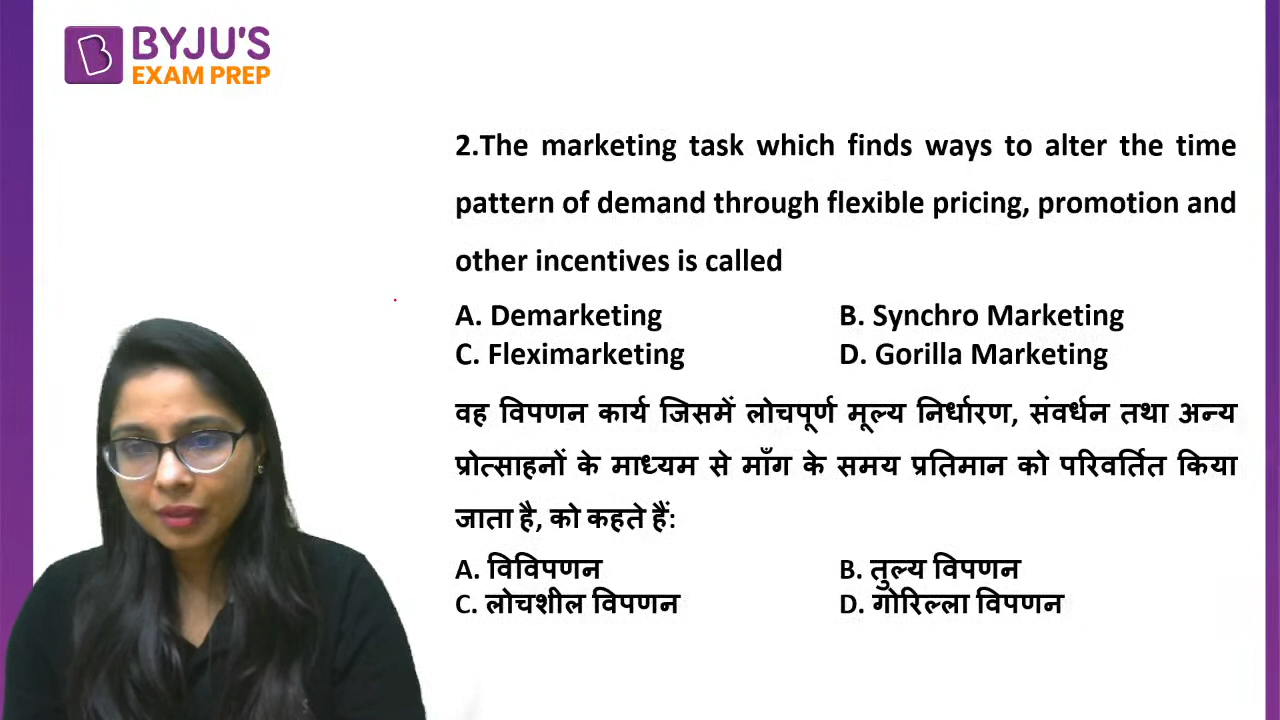 BYJU'S
EXAM PREP
2.The marketing task which finds ways to alter the time
pattern of demand through flexible pricing, promotion and
other incentives is called
A. Demarketing B. Synchro Marketing
C. Fleximarketing D. Gorilla Marketing
वह विपणन कार्य जिसमें लोचपूर्ण मूल्य निर्धारण, संवर्धन तथा अन्य
प्रोत्साहनों के माध्यम से माँग के समय प्रतिमान को परिवर्तित किया
जाता है, को कहते हैं:
A. विविपणन B. तुल्य विपणन
C. लोचशील विपणन D. गोरिल्ला विपणन